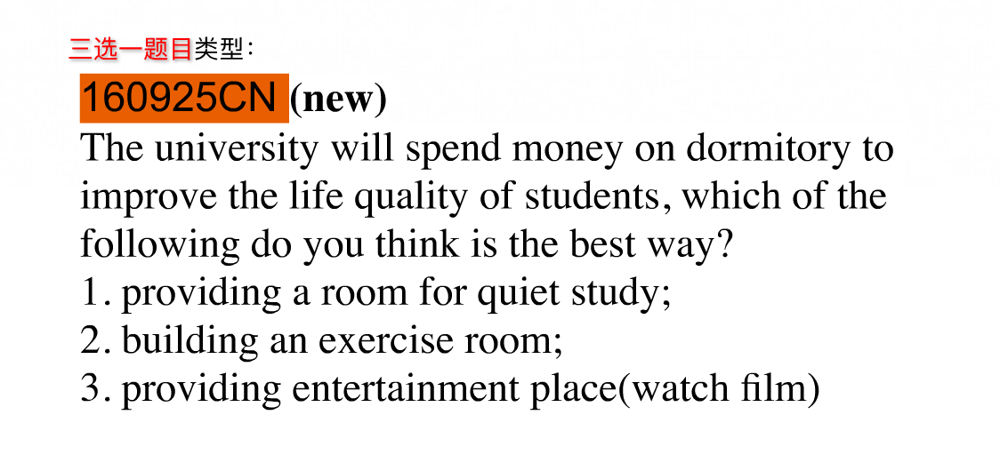 三选一题目类型：
160925CN (new)
The university will spend money on dormitory to
improve the life quality of students, which of the
following do you think is the best way?
1. providing a room for quiet study;
2. building an exercise room;
3. providing entertainment place(watch film)